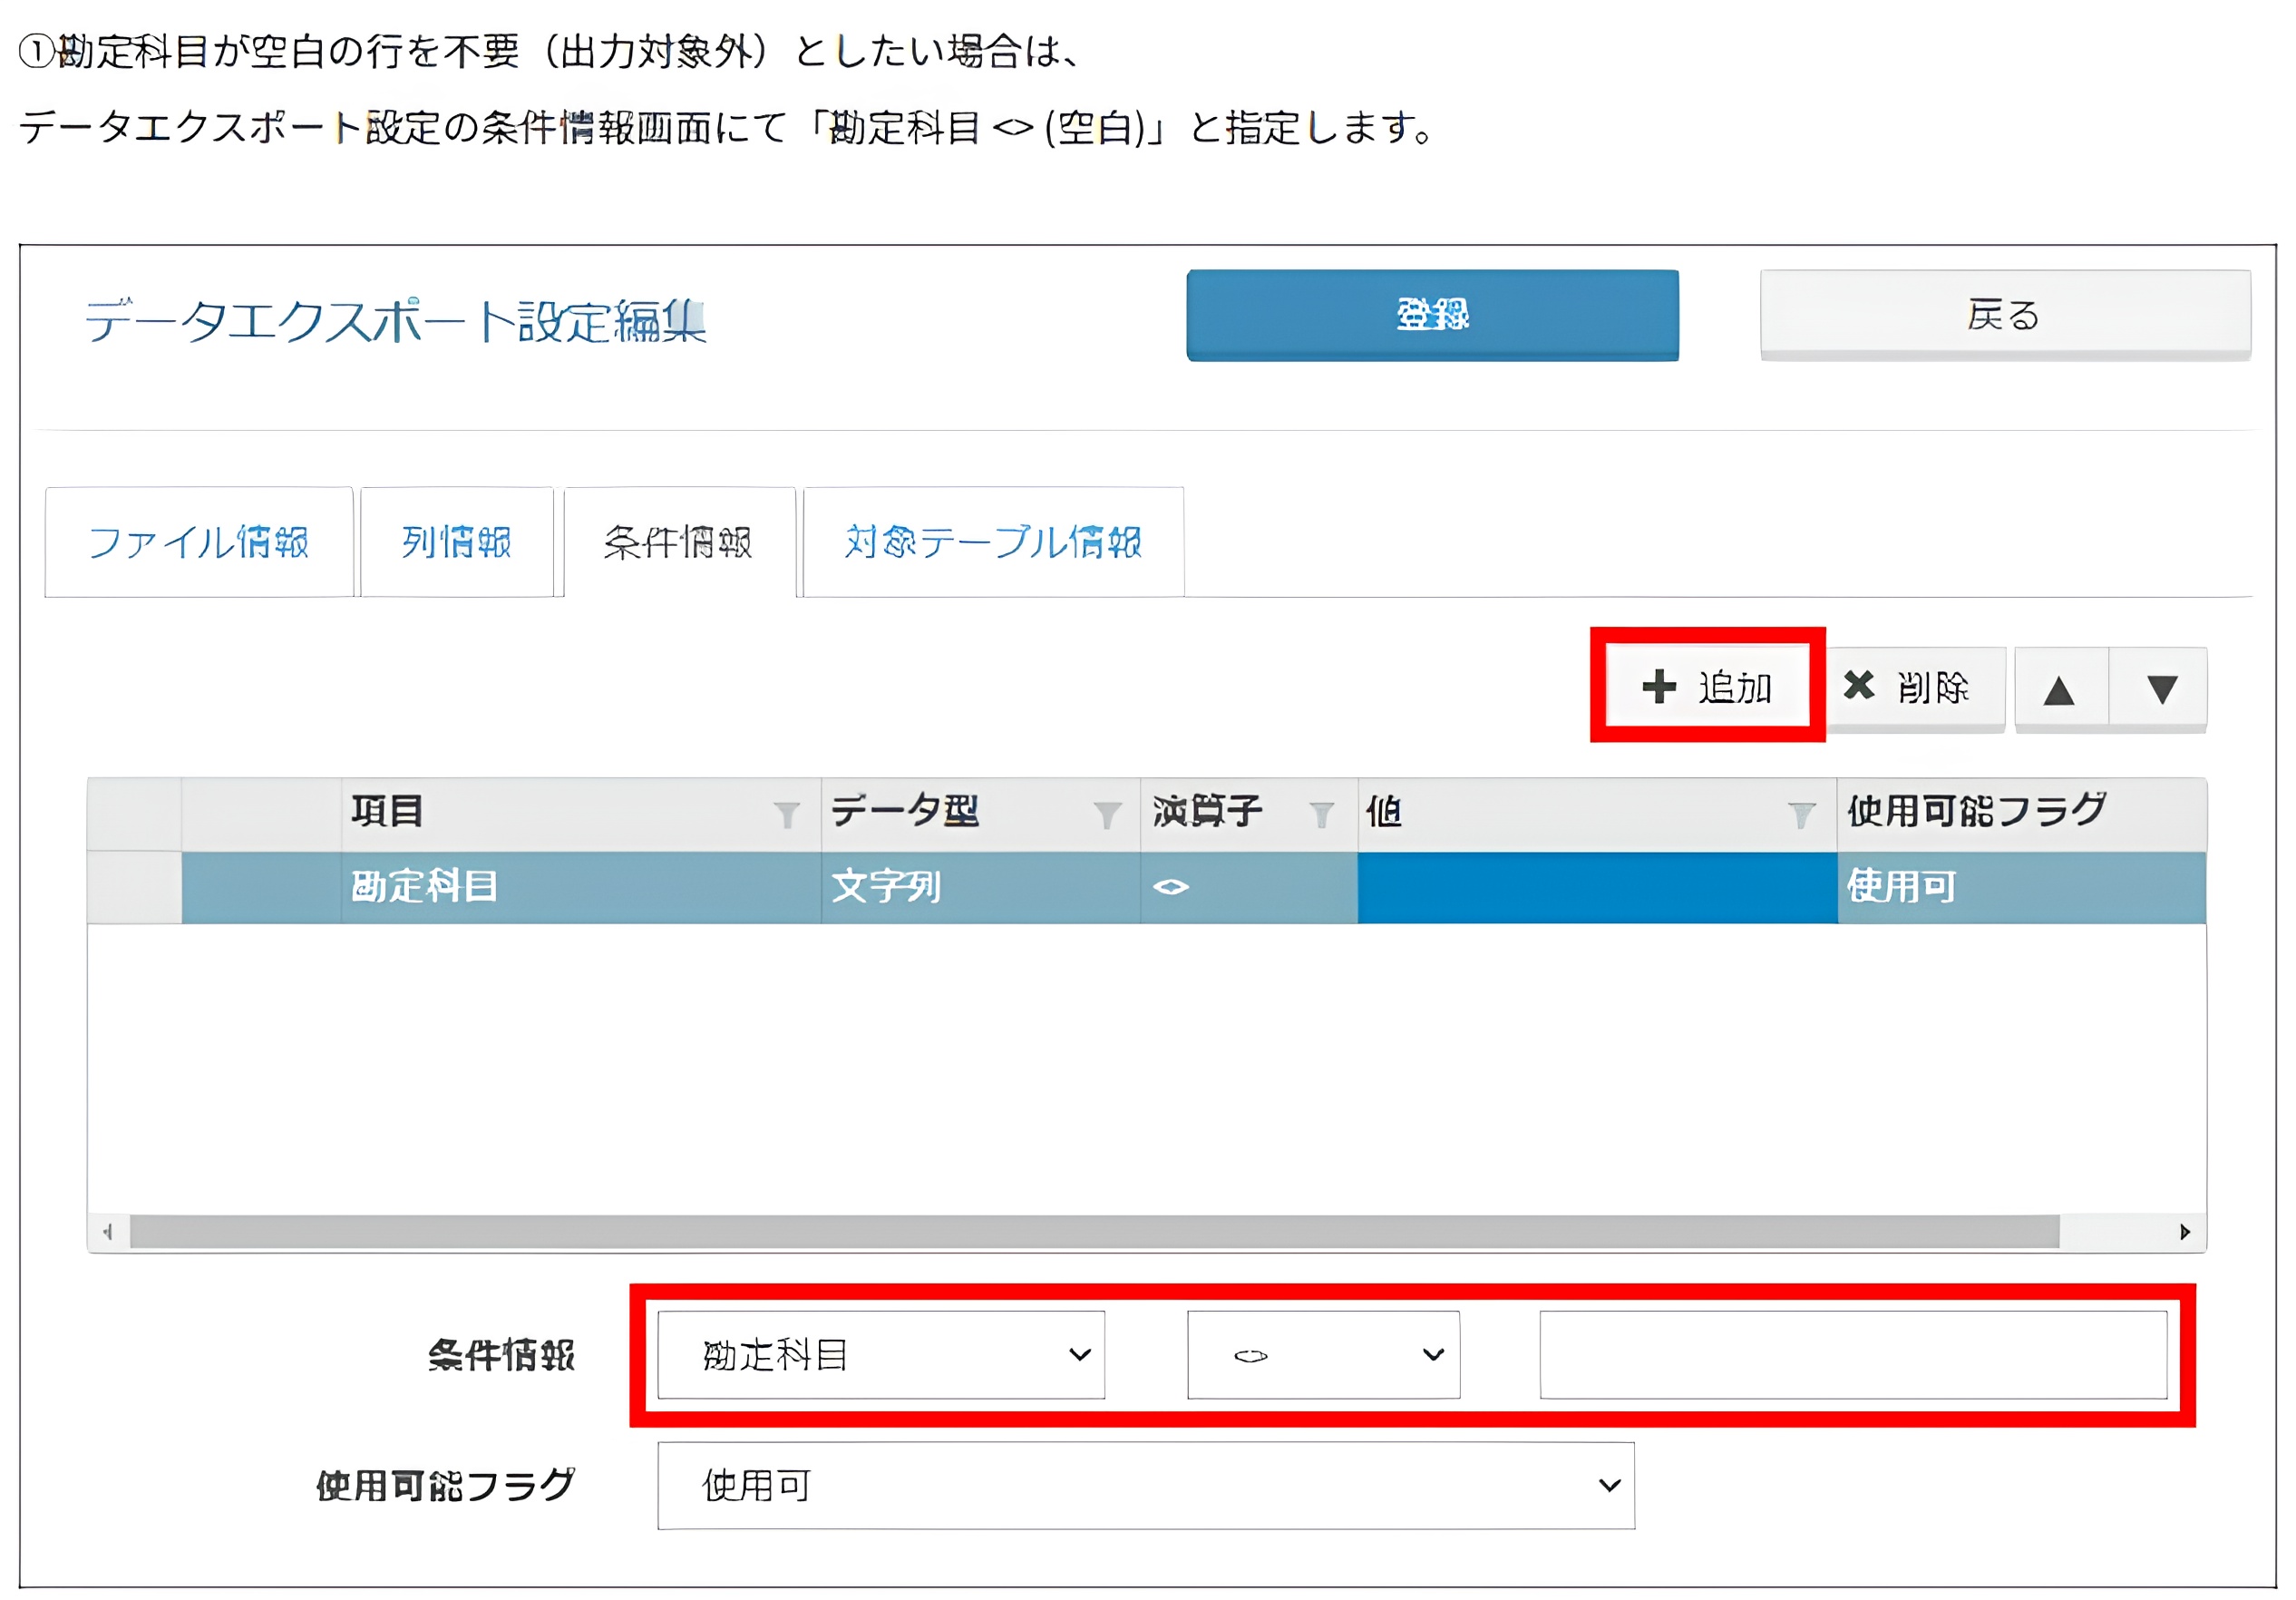 ①勘定科目が空白の行を不要（出力対象外）としたい場合は、
データエクスポート設定の条件情報画面にて「勘定科目 <> (空白)」と指定します。
データエクスポート設定編集
登録
戻る
ファイル情報
列情報
条件情報
対象テーブル情報
追加
削除
項目 データ型 演算子 値 使用可能フラグ
勘定科目 文字列 <> 使用可
条件情報 勘定科目 <>
使用可能フラグ 使用可